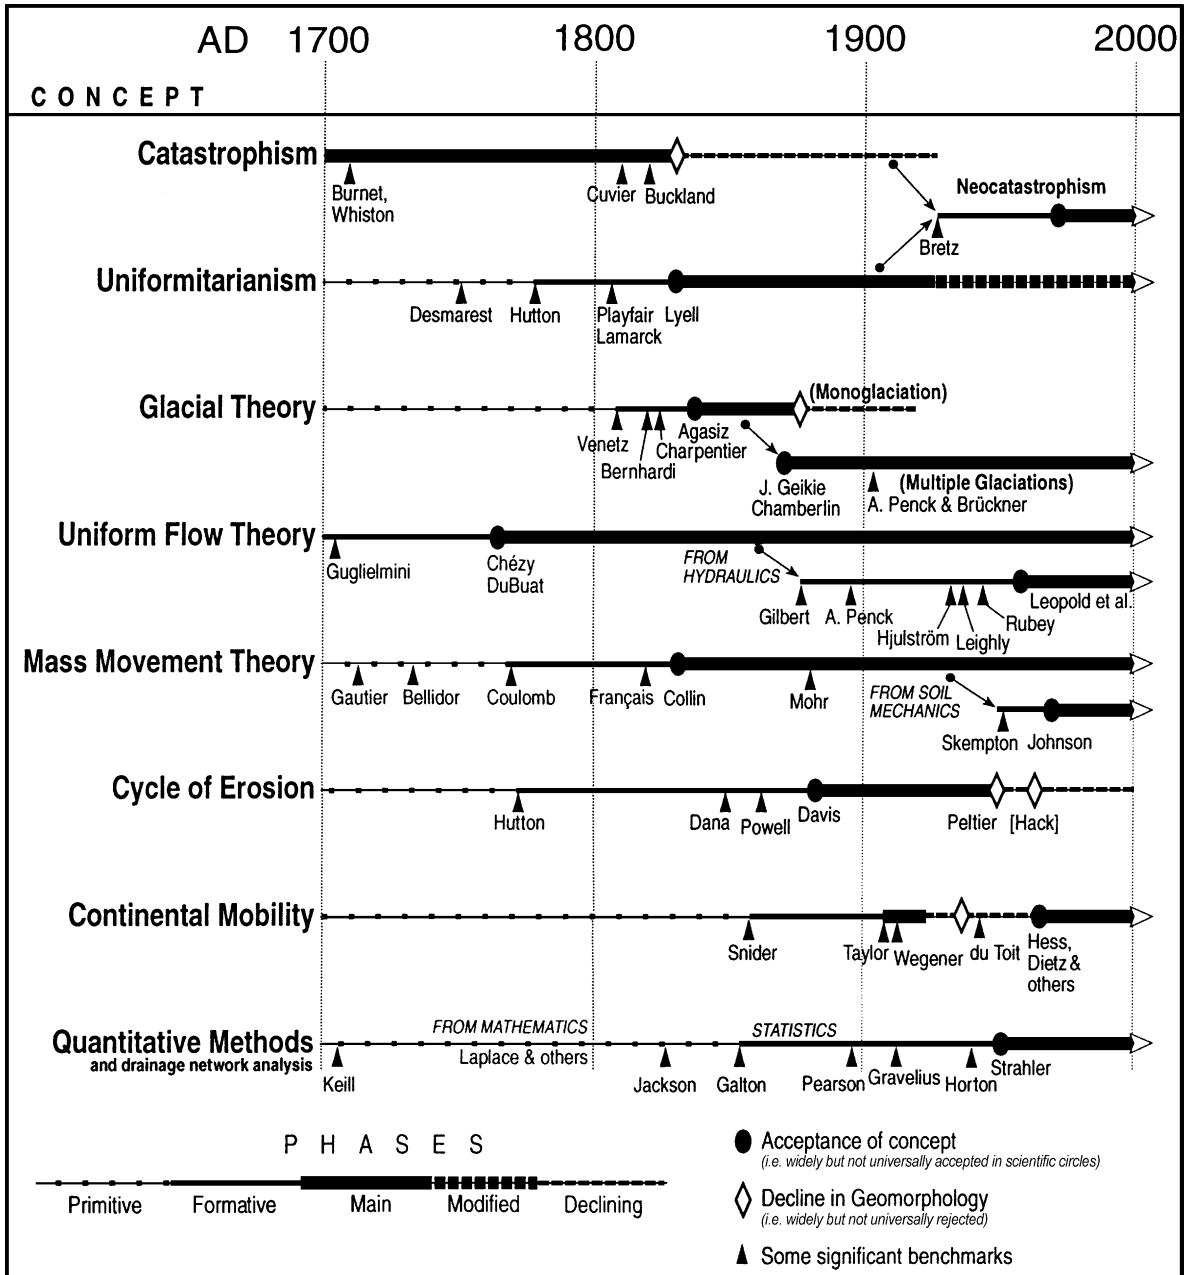 AD 1700 1800 1900 2000
CONCEPT
Catastrophism
Burnet,
Whiston
Cuvier
Buckland
Neocatastrophism
Bretz
Uniformitarianism
Desmarest
Hutton
Playfair
Lamarck
Lyell
Glacial Theory
(Monoglaciation)
Venetz
Bernhardi
Agasiz
Charpentier
J. Geikie
Chamberlin
(Multiple Glaciations)
A. Penck & Brückner
Uniform Flow Theory
Guglielmini
Chézy
DuBuat
FROM
HYDRAULICS
Gilbert
A. Penck
Hjulström
Leighly
Rubey
Leopold et al.
Mass Movement Theory
Gautier
Bellidor
Coulomb
Français
Collin
Mohr
FROM SOIL
MECHANICS
Skempton
Johnson
Cycle of Erosion
Hutton
Dana
Powell
Davis
Peltier
[Hack]
Continental Mobility
Snider
Taylor
Wegener
du Toit
Hess,
Dietz &
others
Quantitative Methods
and drainage network analysis
FROM MATHEMATICS
Laplace & others
STATISTICS
Keill
Jackson
Galton
Pearson
Gravelius
Horton
Strahler
PHASES
Primitive
Formative
Main
Modified
Declining
Acceptance of concept
(i.e. widely but not universally accepted in scientific circles)
Decline in Geomorphology
(i.e. widely but not universally rejected)
Some significant benchmarks